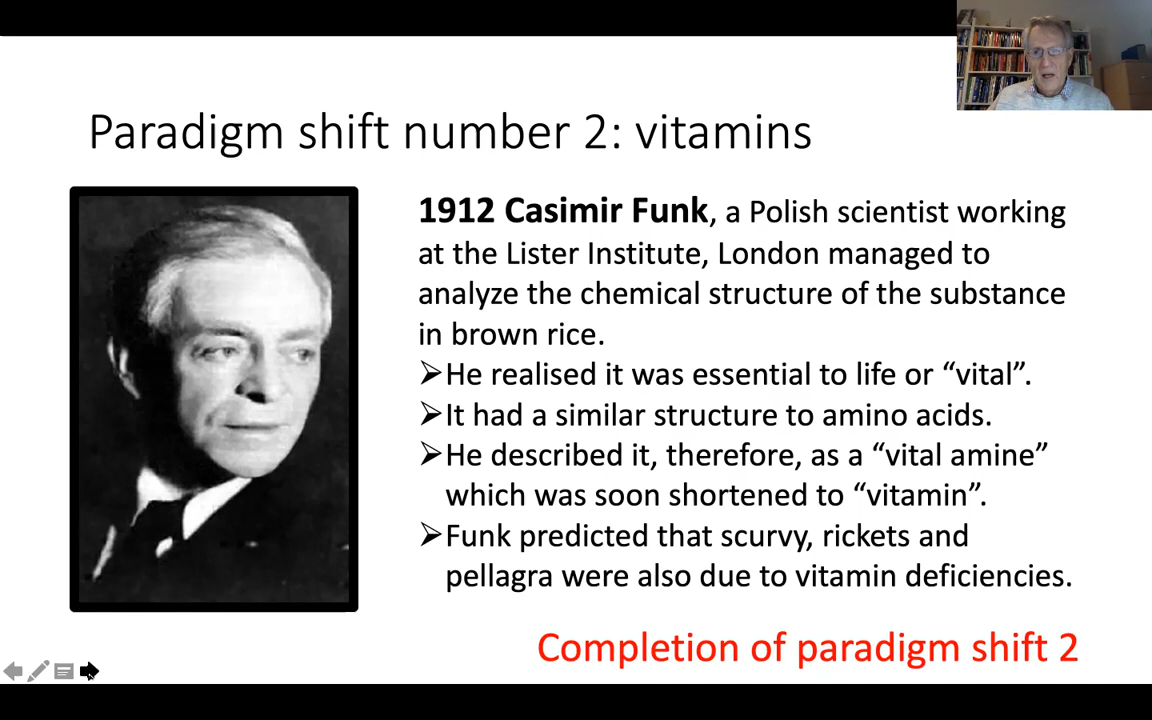 Paradigm shift number 2: vitamins
1912 Casimir Funk, a Polish scientist working
at the Lister Institute, London managed to
analyze the chemical structure of the substance
in brown rice.
➢He realised it was essential to life or “vital”.
➢It had a similar structure to amino acids.
➢He described it, therefore, as a “vital amine”
which was soon shortened to “vitamin”.
➢Funk predicted that scurvy, rickets and
pellagra were also due to vitamin deficiencies.
Completion of paradigm shift 2